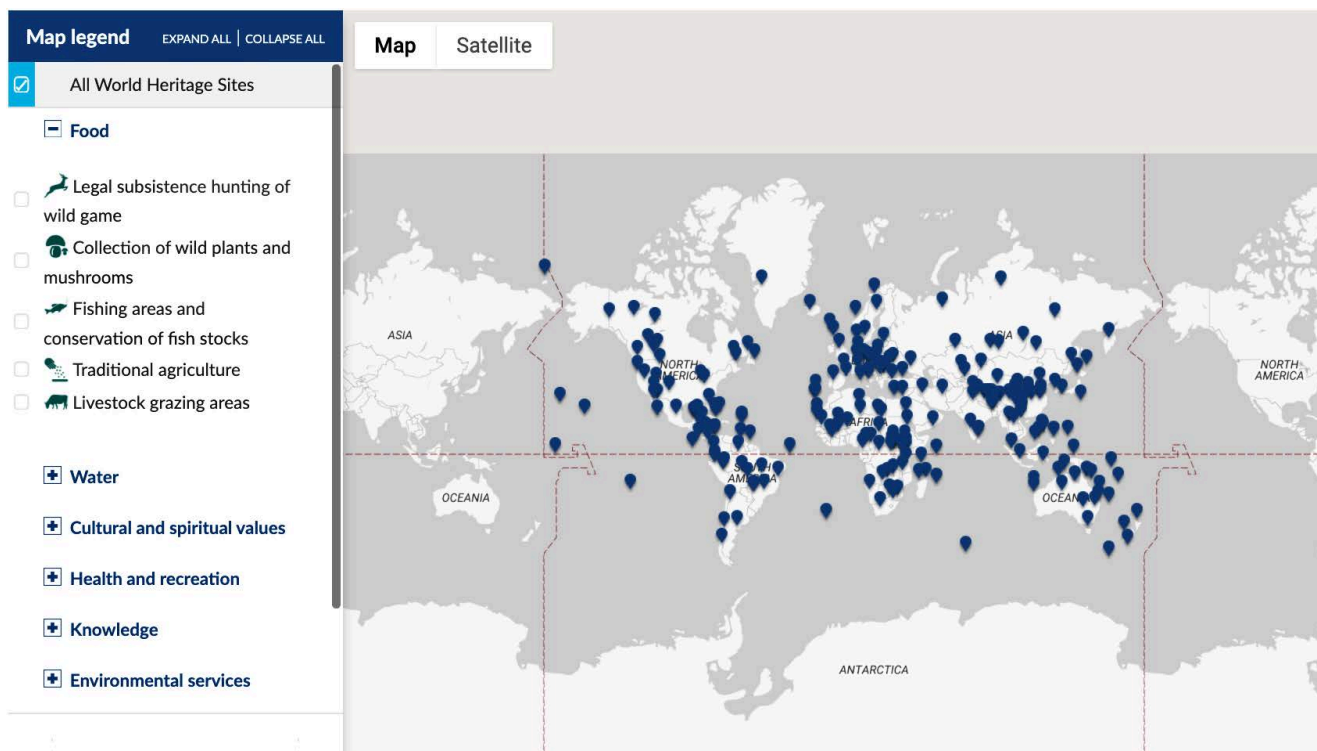 Map legend
EXPAND ALL | COLLAPSE ALL
All World Heritage Sites
Food
Legal subsistence hunting of
wild game
Collection of wild plants and
mushrooms
Fishing areas and
conservation of fish stocks
Traditional agriculture
Livestock grazing areas
Water
Cultural and spiritual values
Health and recreation
Knowledge
Environmental services
Map
Satellite
ASIA
OCEANIA
NORTH
AMERICA
AFRICA
ASIA
SOUTH
AMERICA
OCEANIA
ANTARCTICA
NORTH
AMERICA